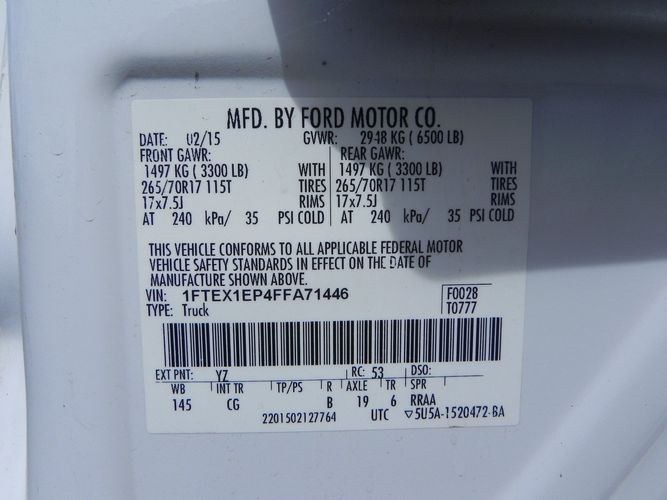 MFD. BY FORD MOTOR CO.
DATE: 02/15 GVWR: 2948 KG ( 6500 LB)
FRONT GAWR: REAR GAWR:
1497 KG ( 3300 LB) WITH 1497 KG ( 3300 LB) WITH
265/70R17 115T TIRES 265/70R17 115T TIRES
17x7.5J RIMS 17x7.5J RIMS
AT 240 kPa/ 35 PSI COLD AT 240 kPa/ 35 PSI COLD
THIS VEHICLE CONFORMS TO ALL APPLICABLE FEDERAL MOTOR
VEHICLE SAFETY STANDARDS IN EFFECT ON THE DATE OF
MANUFACTURE SHOWN ABOVE.
VIN: 1FTEX1EP4FFA71446 F0028
TYPE: Truck T0777
EXT PNT: YZ RC: 53 DSO:
WB INT TR TP/PS R AXLE TR SPR
145 CG B 19 6 RRAA
2201502127764 UTC ▽5U5A-1520472-BA